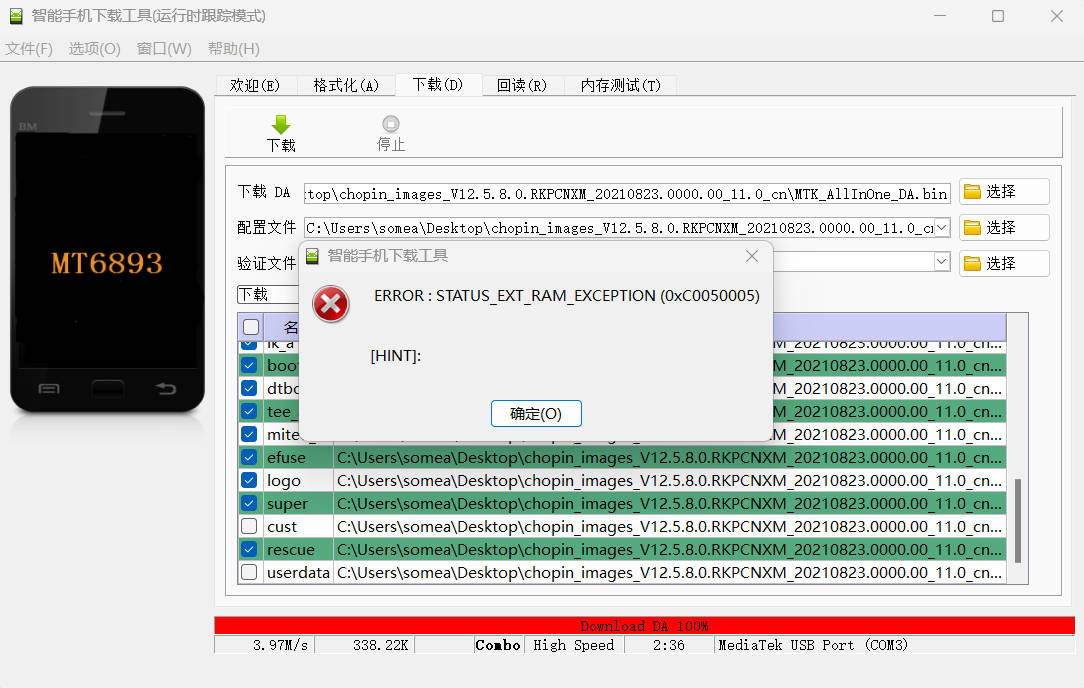 智能手机下载工具(运行时跟踪模式)
文件(F) 选项(O) 窗口(W) 帮助(H)
BM
MT6893
欢迎(E) 格式化(A) 下载(D) 回读(R) 内存测试(T)
下载 停止
下载 DA top\chopin_images_V12.5.8.0.RKPCNXM_20210823.0000.00_11.0_cn\MTK_AllInOne_DA.bin 选择
配置文件 C:\Users\somea\Desktop\chopin_images_V12.5.8.0.RKPCNXM_20210823.0000.00_11.0_cn 选择
验证文件 选择
智能手机下载工具
ERROR : STATUS_EXT_RAM_EXCEPTION (0xC0050005)
[HINT]:
确定(O)
下载
名
lk_a M_20210823.0000.00_11.0_cn...
boo M_20210823.0000.00_11.0_cn...
dtbo M_20210823.0000.00_11.0_cn...
tee_ M_20210823.0000.00_11.0_cn...
mite C:\Users\somea\Desktop\chopin_images_V12.5.8.0.RKPCNXM_20210823.0000.00_11.0_cn...
efuse C:\Users\somea\Desktop\chopin_images_V12.5.8.0.RKPCNXM_20210823.0000.00_11.0_cn...
logo C:\Users\somea\Desktop\chopin_images_V12.5.8.0.RKPCNXM_20210823.0000.00_11.0_cn...
super C:\Users\somea\Desktop\chopin_images_V12.5.8.0.RKPCNXM_20210823.0000.00_11.0_cn...
cust C:\Users\somea\Desktop\chopin_images_V12.5.8.0.RKPCNXM_20210823.0000.00_11.0_cn...
rescue C:\Users\somea\Desktop\chopin_images_V12.5.8.0.RKPCNXM_20210823.0000.00_11.0_cn...
userdata C:\Users\somea\Desktop\chopin_images_V12.5.8.0.RKPCNXM_20210823.0000.00_11.0_cn...
Download DA 100%
3.97M/s 338.22K Combo High Speed 2:36 MediaTek USB Port (COM3)